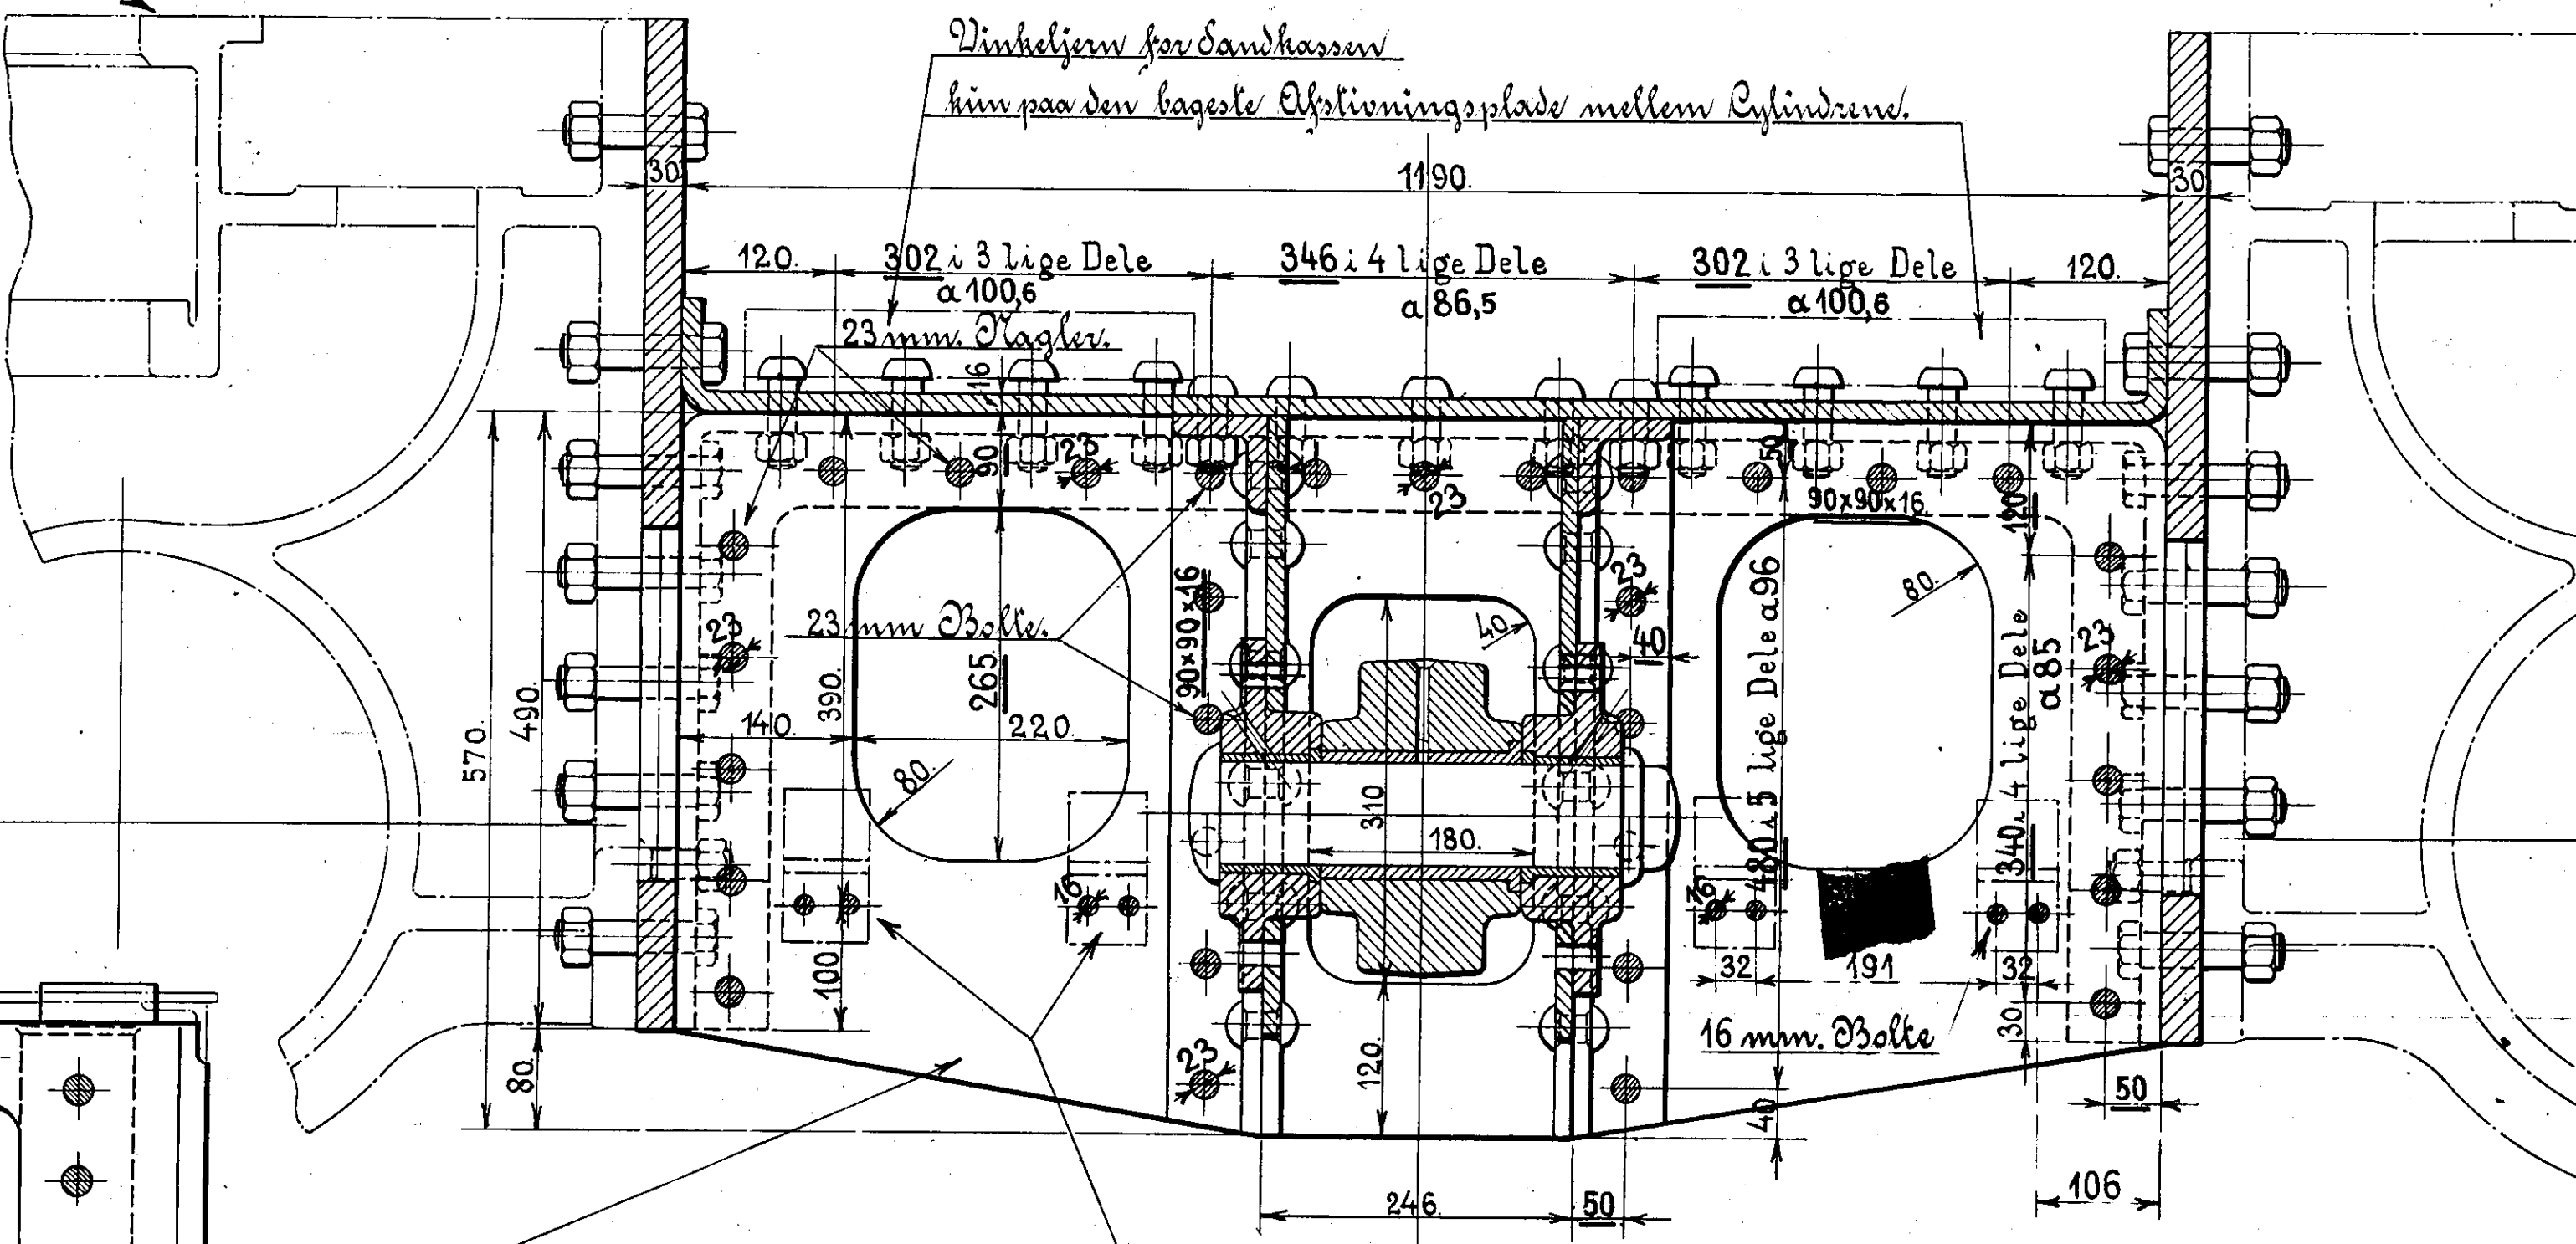 Vinkeljern for Sandkassen
kun paa den bageste Afstivningsplade mellem Cylindrene.
30
1190.
30
120.
302 i 3 lige Dele
a 100,6
346 i 4 lige Dele
a 86,5
302 i 3 lige Dele
a 100,6
120.
23 mm. Nagler.
16
90
23
23
50
90x90x16
120
23 mm Bolte.
90x90x16
23
40
40
80.
23
23
570.
490.
390.
265
140.
220.
80.
310
180.
480 i 5 lige Dele a 96
340 i 4 lige Dele
a 85
16
16
100
32
191
32
30
16 mm. Bolte
80.
23
120.
40
50
246.
50
106